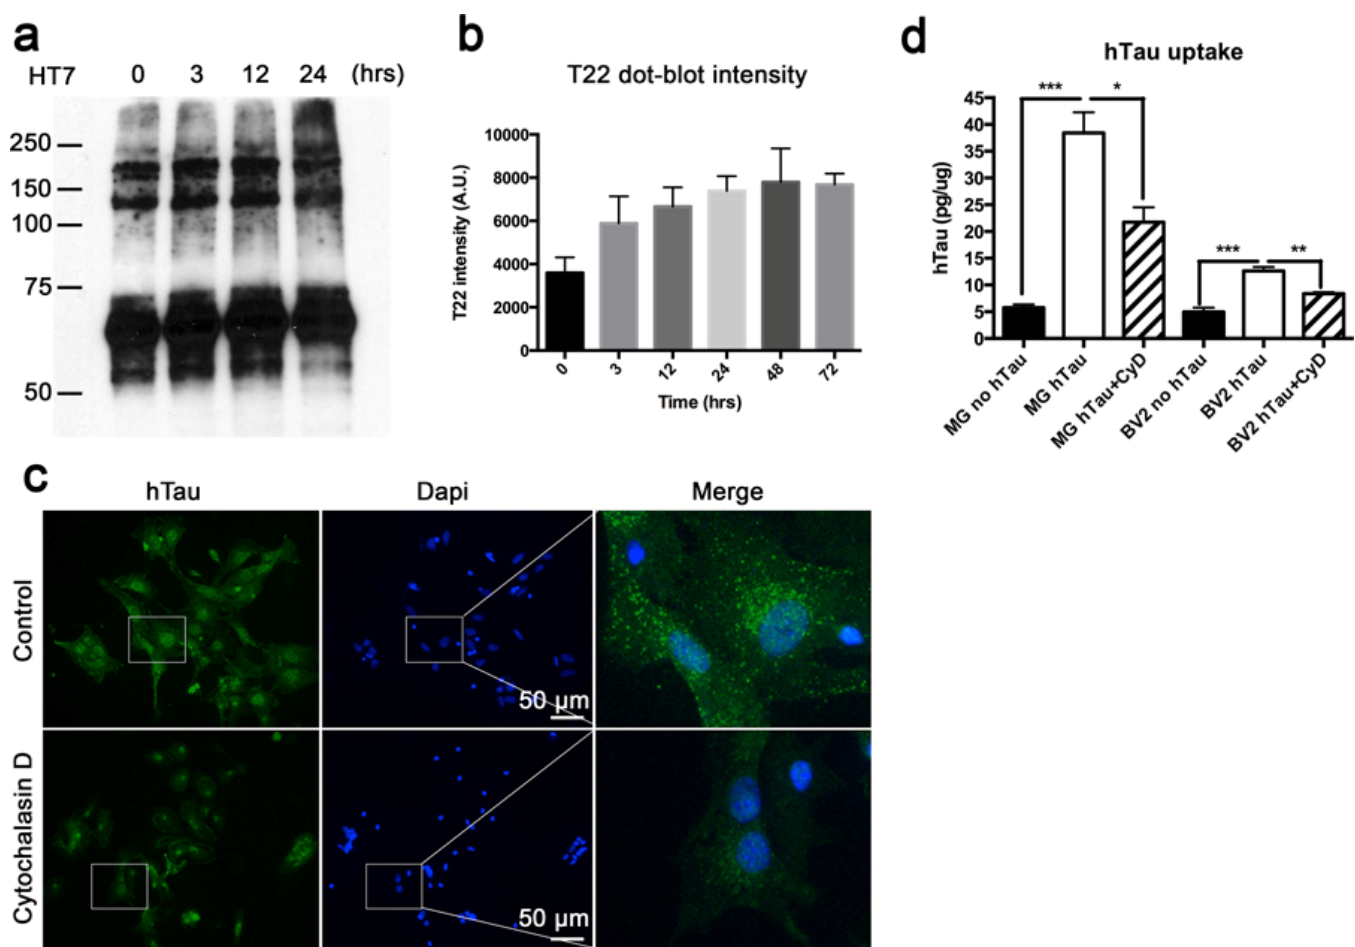 a
HT7 0 3 12 24 (hrs)
250
150
100
75
50
b
T22 dot-blot intensity
T22 intensity (A.U.)
10000
8000
6000
4000
2000
0
0 3 12 24 48 72
Time (hrs)
d
hTau uptake
hTau (pg/ug)
45
40
35
30
25
20
15
10
5
0
*** *
*** **
MG no hTau
MG hTau
MG hTau+CyD
BV2 no hTau
BV2 hTau
BV2 hTau+CyD
c
hTau Dapi Merge
Control
50 µm
Cytochalasin D
50 µm